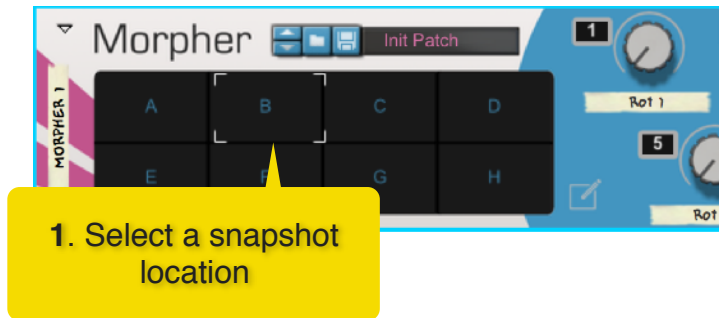 Morpher
Init Patch
1
MORPHER 1
A B C D
Rot 1
5
E F G H
Rot
1. Select a snapshot
location